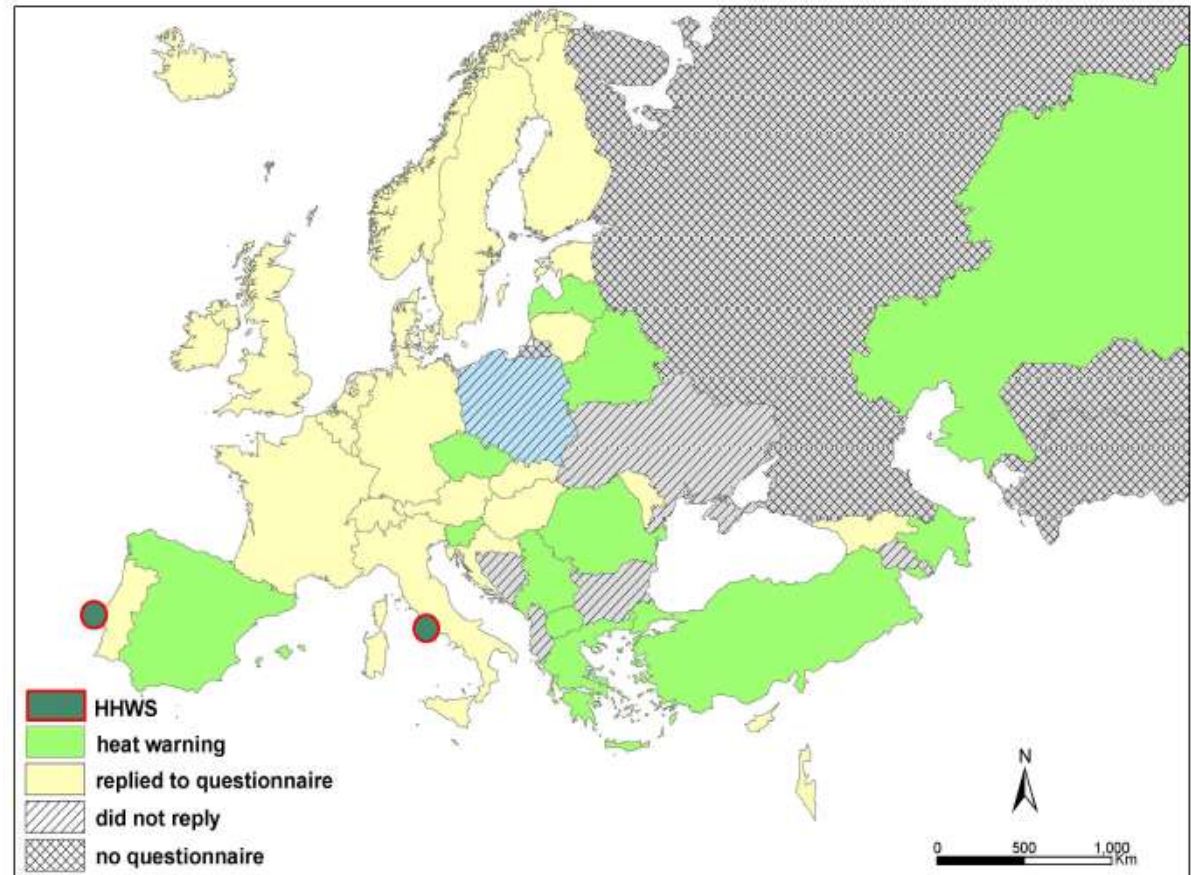 HHWS
heat warning
replied to questionnaire
did not reply
no questionnaire
N
0 500 1,000
Km